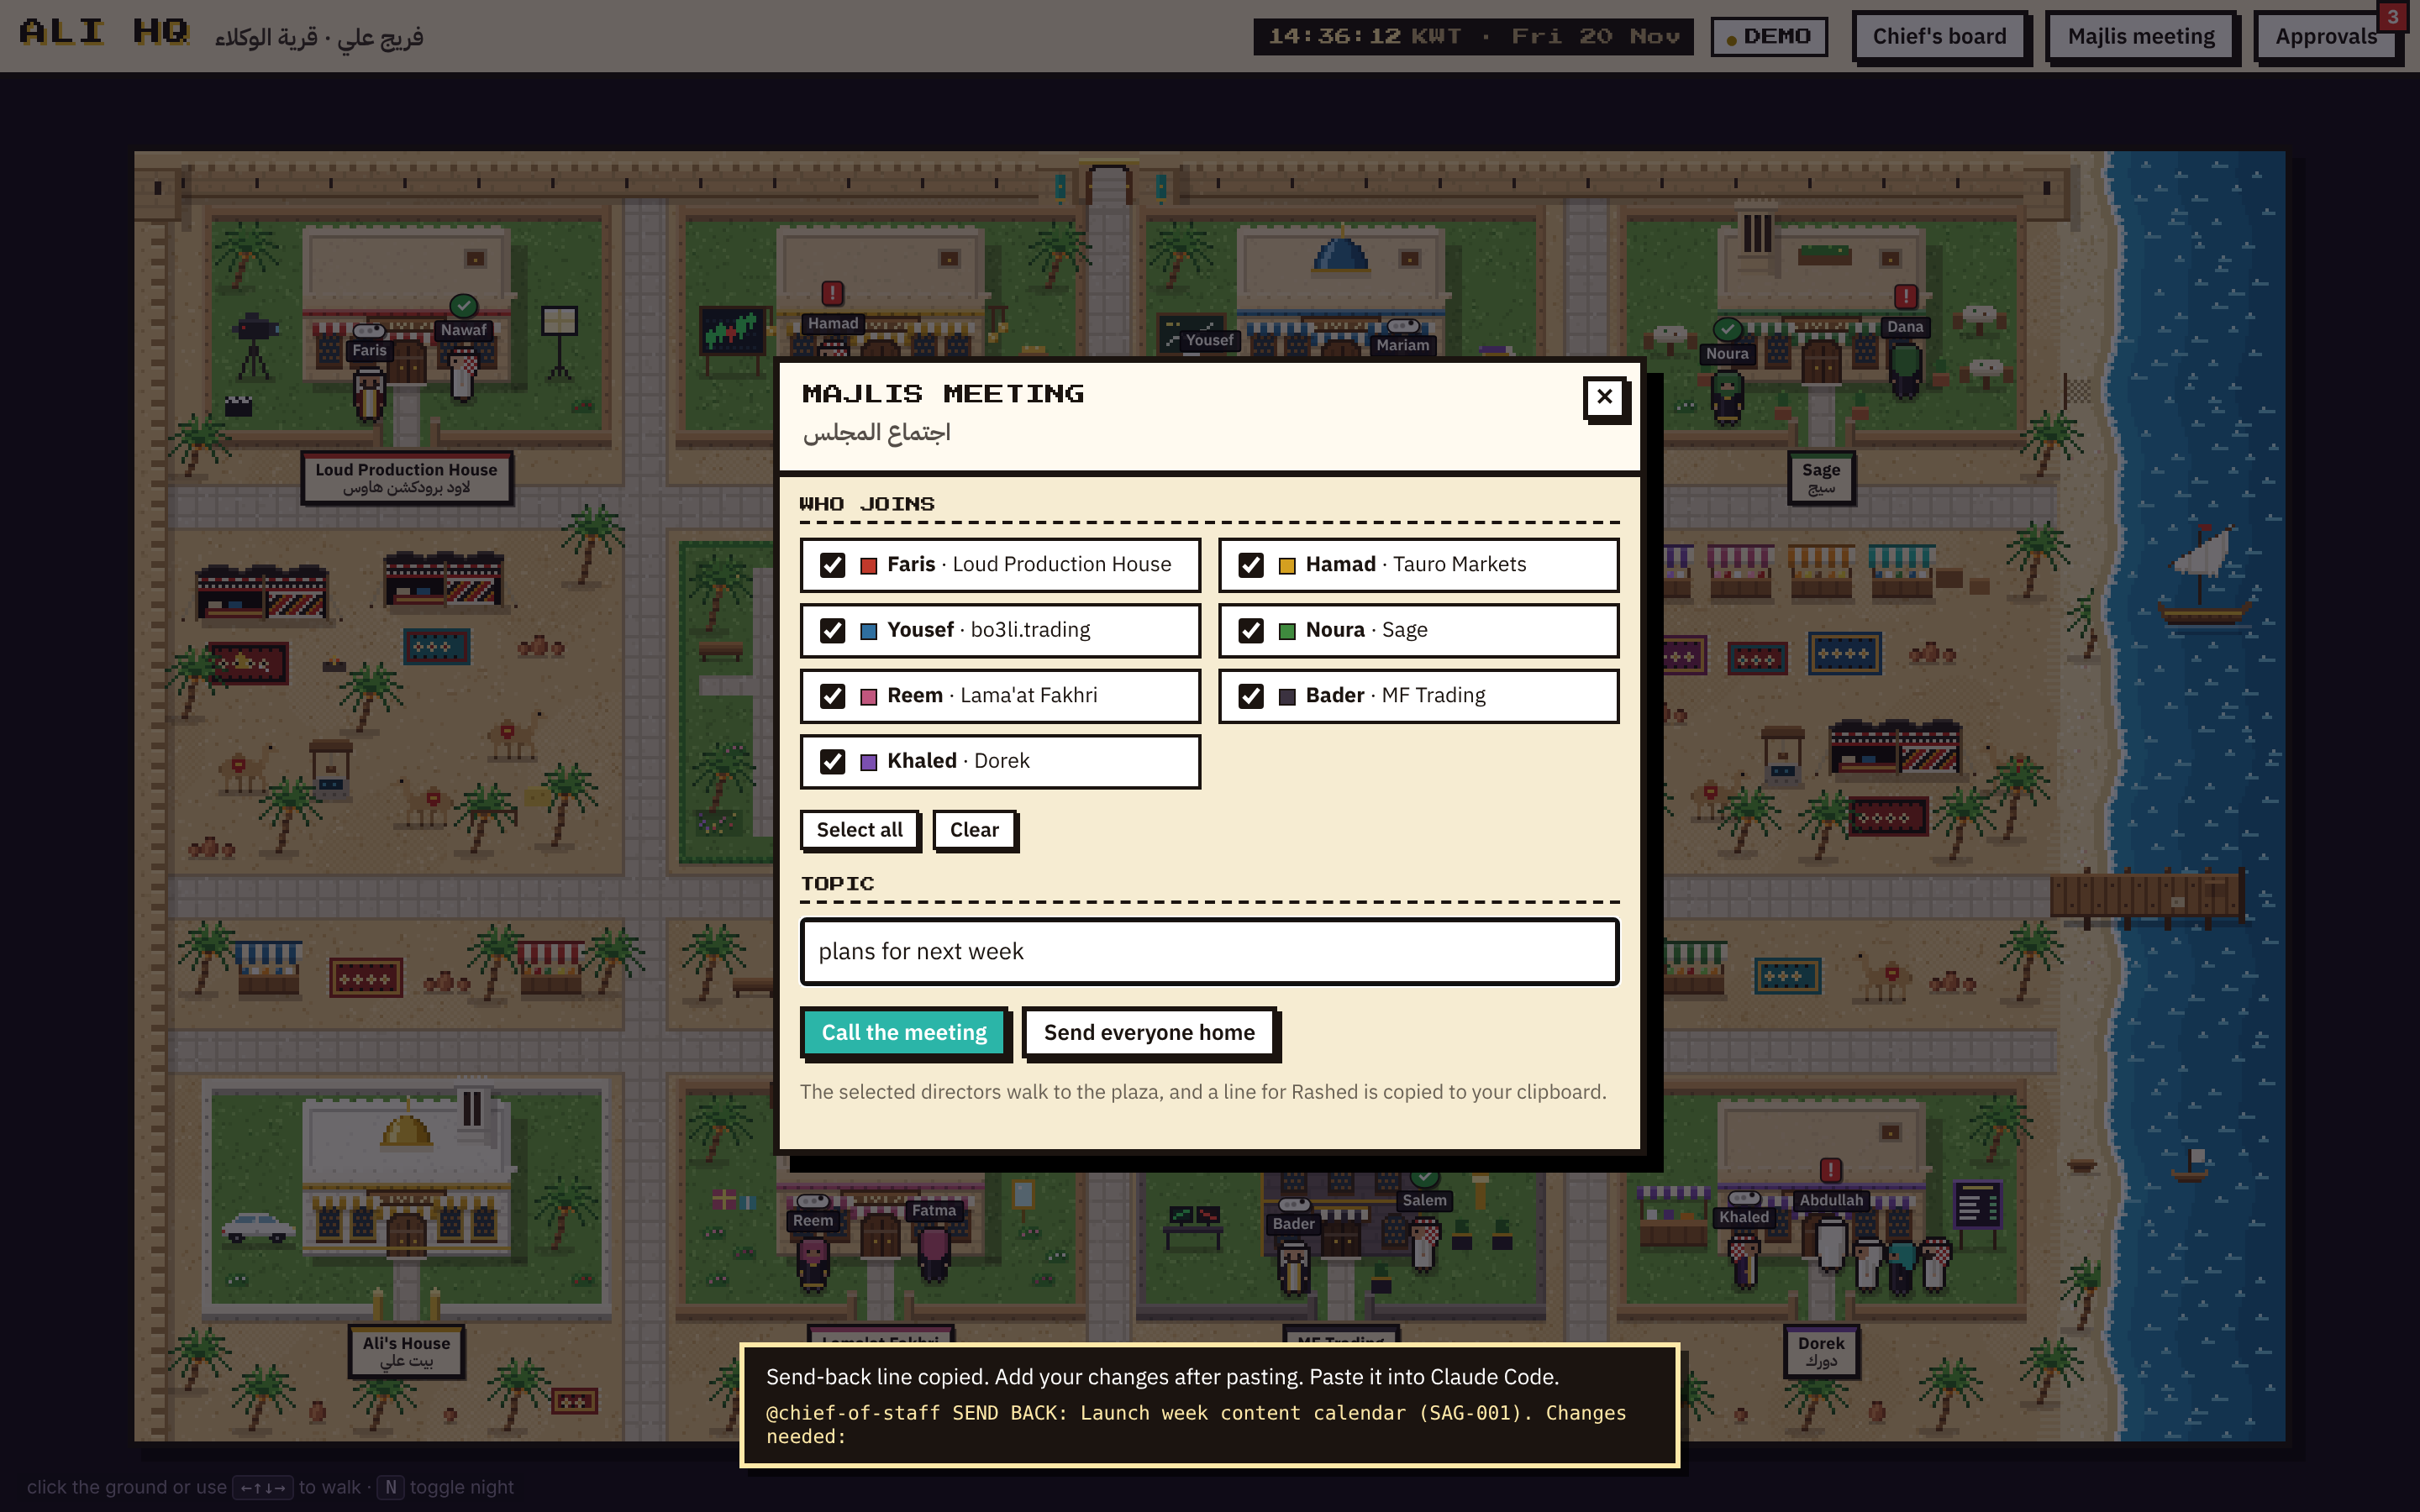 ALI HQ
فريج علي · قرية الوكلاء
14:36:12 KWT · Fri 20 Nov
DEMO
Chief's board
Majlis meeting
Approvals
3
Faris
Nawaf
Hamad
Yousef
Mariam
Noura
Dana
Loud Production House
لاود برودكشن هاوس
Sage
سيج
MAJLIS MEETING
اجتماع المجلس
WHO JOINS
Faris · Loud Production House
Hamad · Tauro Markets
Yousef · bo3li.trading
Noura · Sage
Reem · Lama'at Fakhri
Bader · MF Trading
Khaled · Dorek
Select all
Clear
TOPIC
plans for next week
Call the meeting
Send everyone home
The selected directors walk to the plaza, and a line for Rashed is copied to your clipboard.
Reem
Fatma
Bader
Salem
Khaled
Abdullah
Ali's House
بيت علي
Lama'at Fakhri
MF Trading
Dorek
دورك
Send-back line copied. Add your changes after pasting. Paste it into Claude Code.
@chief-of-staff SEND BACK: Launch week content calendar (SAG-001). Changes
needed:
click the ground or use ←↑↓→ to walk · N toggle night